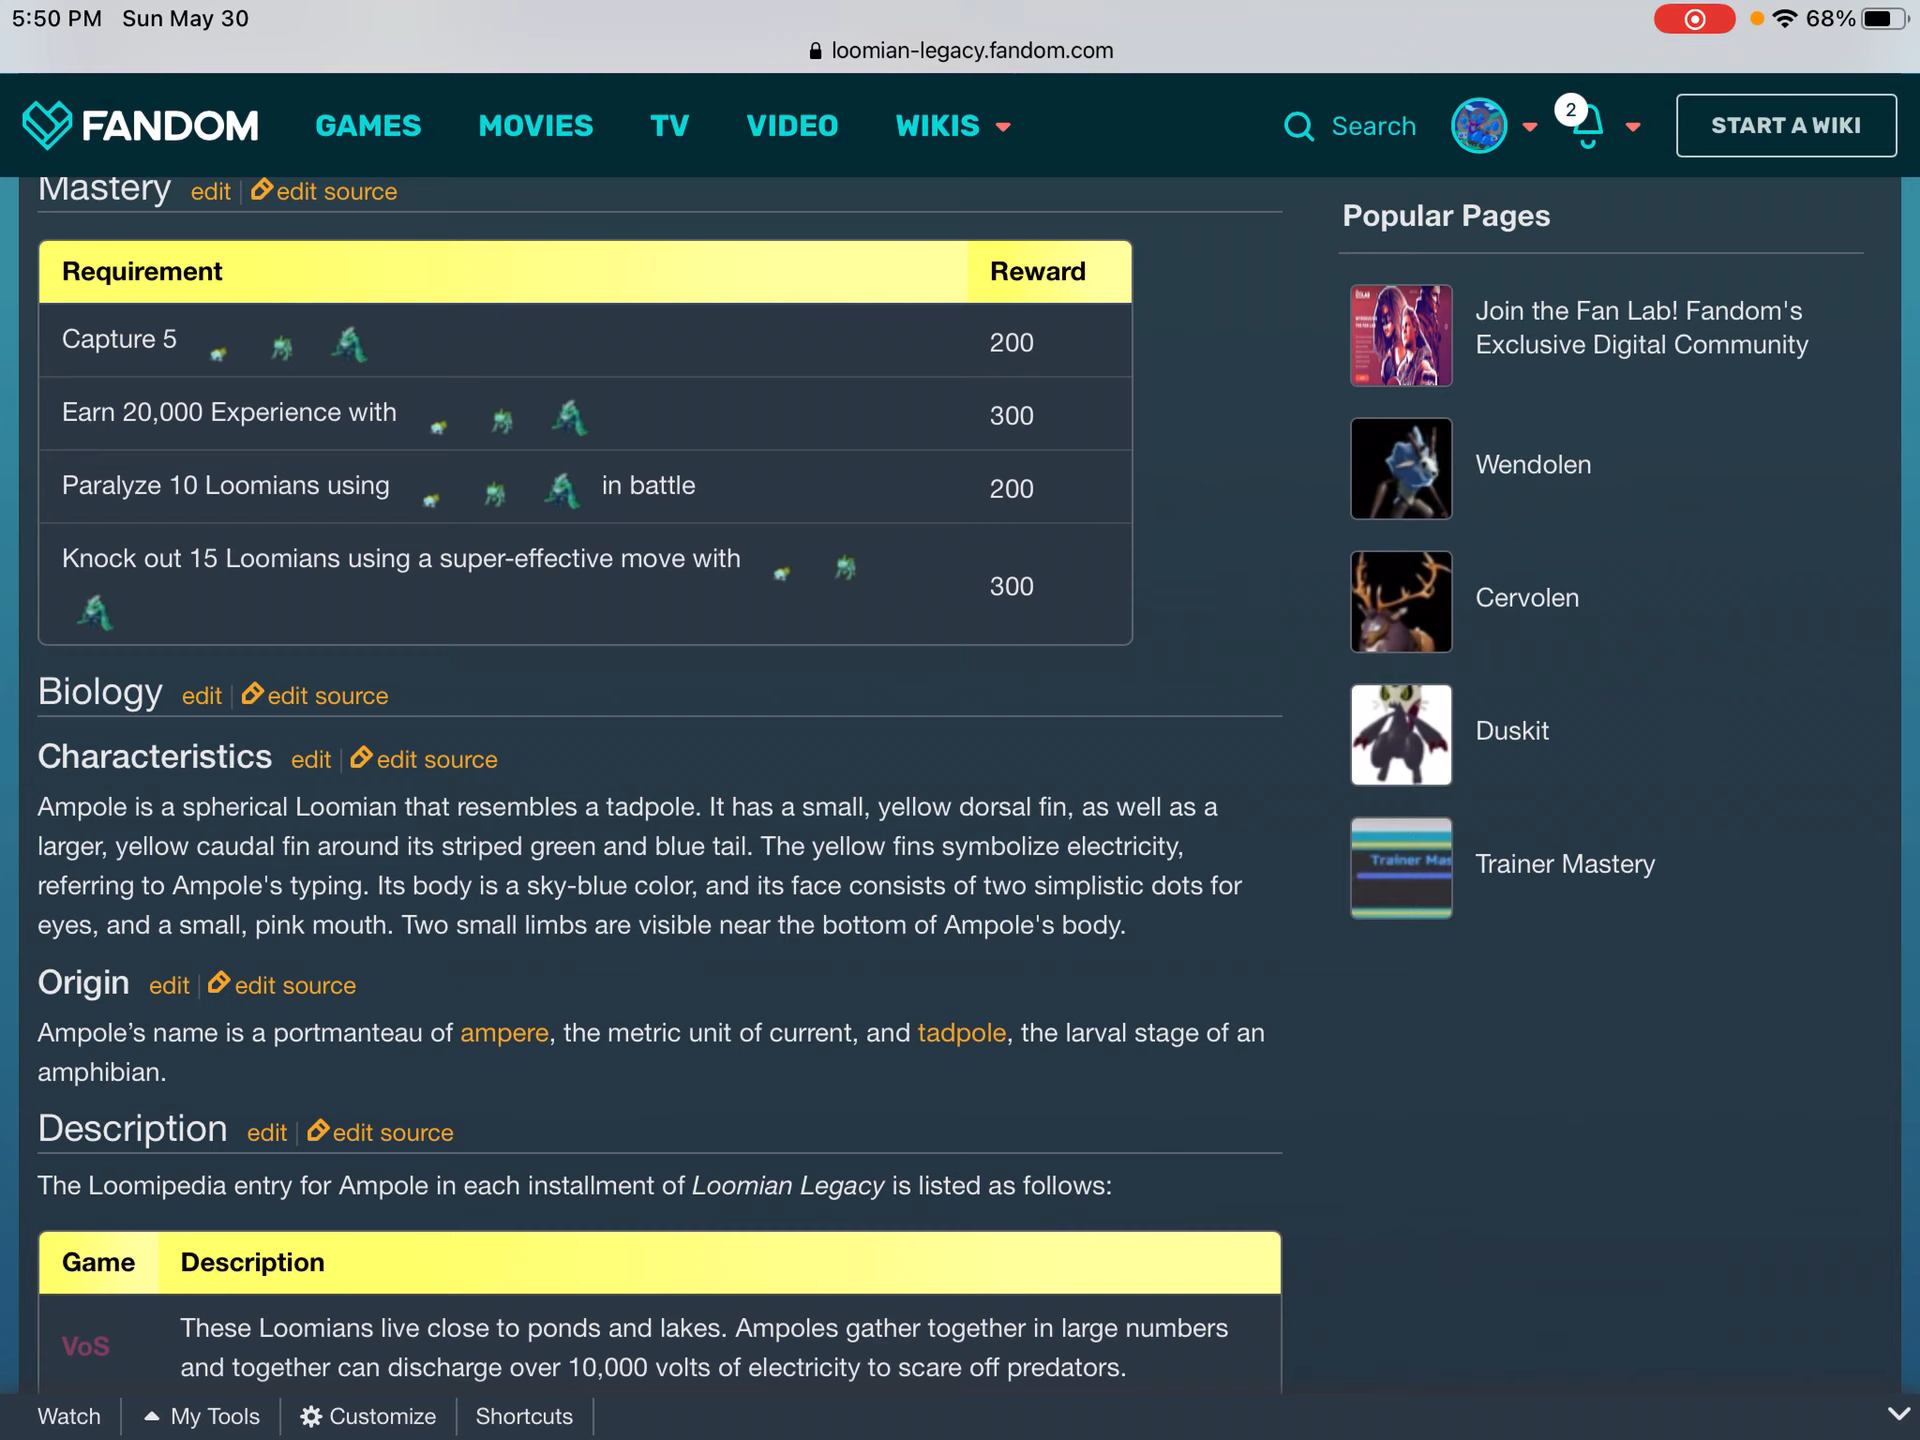 5:50 PM Sun May 30
68%
loomian-legacy.fandom.com
FANDOM GAMES MOVIES TV VIDEO WIKIS Search 2 START A WIKI
Mastery edit edit source
Requirement Reward
Capture 5 200
Earn 20,000 Experience with 300
Paralyze 10 Loomians using in battle 200
Knock out 15 Loomians using a super-effective move with 300
Biology edit edit source
Characteristics edit edit source
Ampole is a spherical Loomian that resembles a tadpole. It has a small, yellow dorsal fin, as well as a
larger, yellow caudal fin around its striped green and blue tail. The yellow fins symbolize electricity,
referring to Ampole's typing. Its body is a sky-blue color, and its face consists of two simplistic dots for
eyes, and a small, pink mouth. Two small limbs are visible near the bottom of Ampole's body.
Origin edit edit source
Ampole’s name is a portmanteau of ampere, the metric unit of current, and tadpole, the larval stage of an
amphibian.
Description edit edit source
The Loomipedia entry for Ampole in each installment of Loomian Legacy is listed as follows:
Game Description
VoS
These Loomians live close to ponds and lakes. Ampoles gather together in large numbers
and together can discharge over 10,000 volts of electricity to scare off predators.
Popular Pages
Join the Fan Lab! Fandom's
Exclusive Digital Community
Wendolen
Cervolen
Duskit
Trainer Mas
Trainer Mastery
Watch My Tools Customize Shortcuts